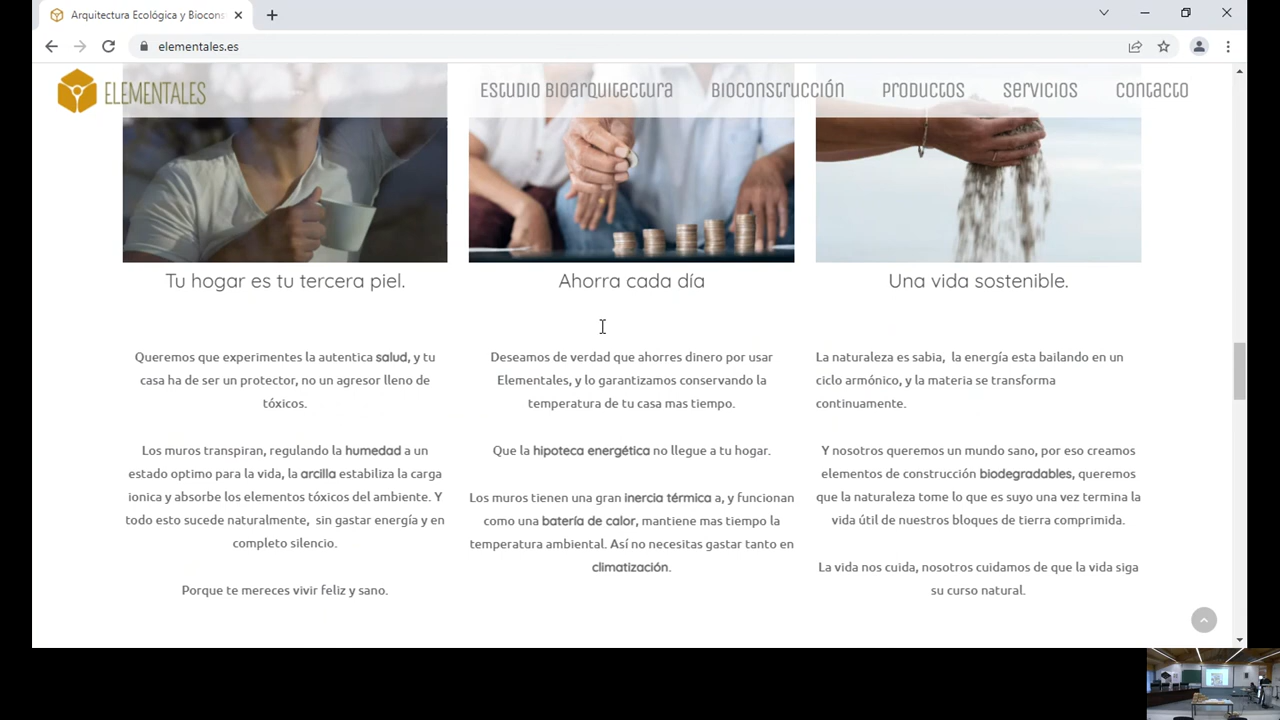 Arquitectura Ecológica y Biocons
elementales.es
ELEMENTALES
Estudio Bioarquitectura
Bioconstrucción
Productos
Servicios
Contacto
Tu hogar es tu tercera piel.
Queremos que experimentes la autentica salud, y tu
casa ha de ser un protector, no un agresor lleno de
tóxicos.
Los muros transpiran, regulando la humedad a un
estado optimo para la vida, la arcilla estabiliza la carga
ionica y absorbe los elementos tóxicos del ambiente. Y
todo esto sucede naturalmente, sin gastar energía y en
completo silencio.
Porque te mereces vivir feliz y sano.
Ahorra cada día
Deseamos de verdad que ahorres dinero por usar
Elementales, y lo garantizamos conservando la
temperatura de tu casa mas tiempo.
Que la hipoteca energética no llegue a tu hogar.
Los muros tienen una gran inercia térmica a, y funcionan
como una batería de calor, mantiene mas tiempo la
temperatura ambiental. Así no necesitas gastar tanto en
climatización.
Una vida sostenible.
La naturaleza es sabia, la energía esta bailando en un
ciclo armónico, y la materia se transforma
continuamente.
Y nosotros queremos un mundo sano, por eso creamos
elementos de construcción biodegradables, queremos
que la naturaleza tome lo que es suyo una vez termina la
vida útil de nuestros bloques de tierra comprimida.
La vida nos cuida, nosotros cuidamos de que la vida siga
su curso natural.